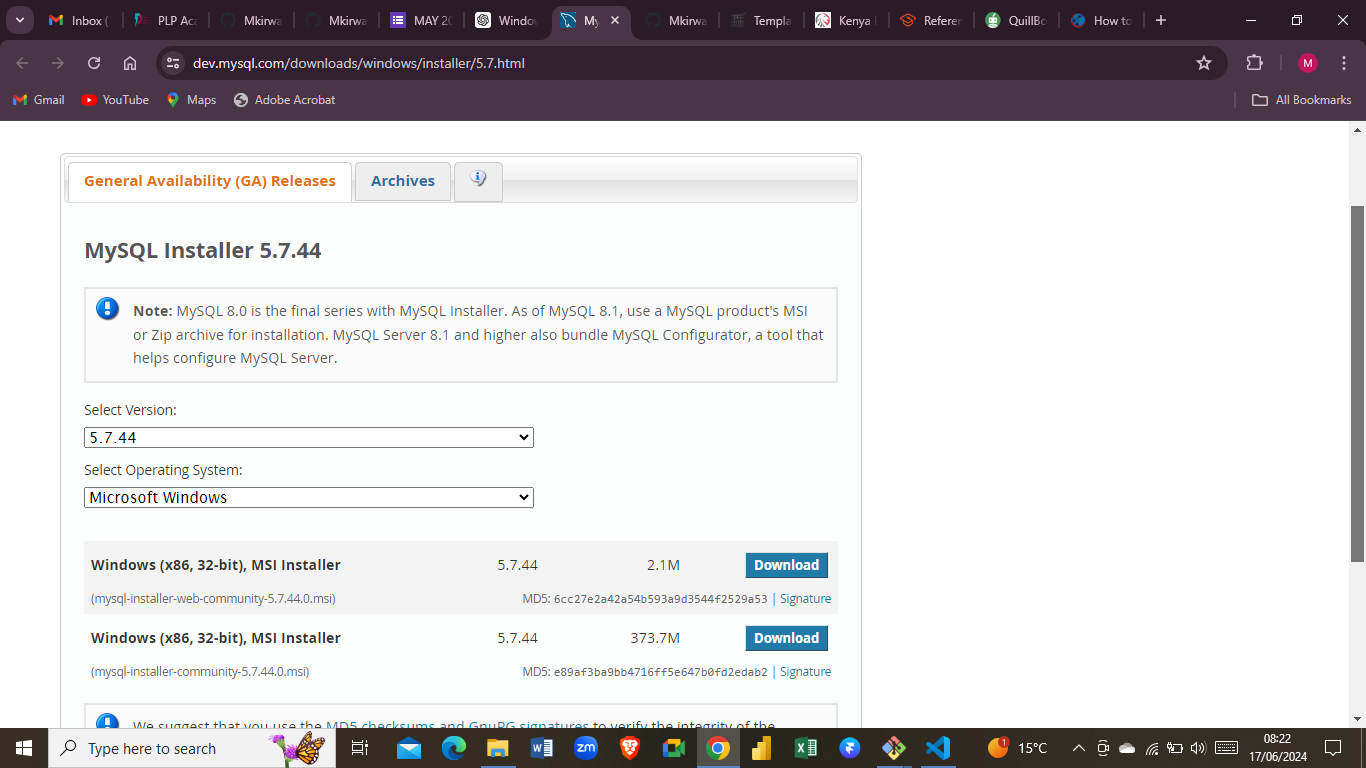 Inbox (
PLP Aca
Mkirwa
Mkirwa
MAY 20
Windo
My
Mkirwa
Templa
Kenya
Referen
QuillBo
How to
dev.mysql.com/downloads/windows/installer/5.7.html
M
Gmail
YouTube
Maps
Adobe Acrobat
All Bookmarks
General Availability (GA) Releases
Archives
MySQL Installer 5.7.44
Note: MySQL 8.0 is the final series with MySQL Installer. As of MySQL 8.1, use a MySQL product's MSI
or Zip archive for installation. MySQL Server 8.1 and higher also bundle MySQL Configurator, a tool that
helps configure MySQL Server.
Select Version:
5.7.44
Select Operating System:
Microsoft Windows
Windows (x86, 32-bit), MSI Installer 5.7.44 2.1M Download
(mysql-installer-web-community-5.7.44.0.msi) MD5: 6cc27e2a42a54b593a9d3544f2529a53 | Signature
Windows (x86, 32-bit), MSI Installer 5.7.44 373.7M Download
(mysql-installer-community-5.7.44.0.msi) MD5: e89af3ba9bb4716ff5e647b0fd2edab2 | Signature
We suggest that you use the MD5 checksums and GnuPG signatures to verify the integrity of the
Type here to search
zm
1
15°C
08:22
17/06/2024